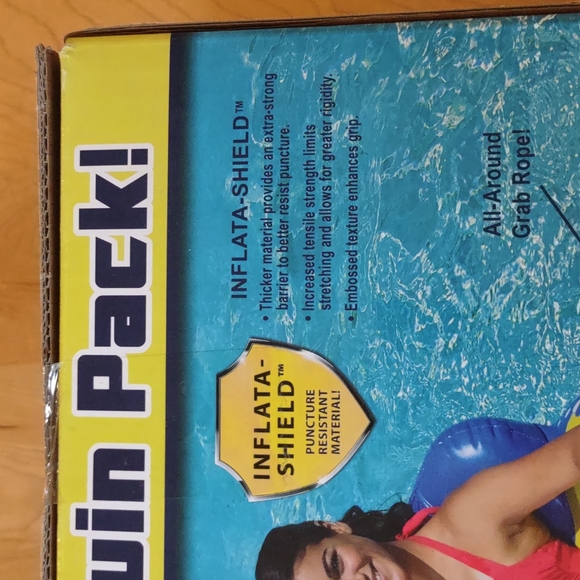 win Pack!
INFLATA-SHIELD™
• Thicker material provides an extra-strong
barrier to better resist puncture.
• Increased tensile strength limits
stretching and allows for greater rigidity.
• Embossed texture enhances grip.
All-Around
Grab Rope!
INFLATA-
SHIELD™
PUNCTURE
RESISTANT
MATERIAL!